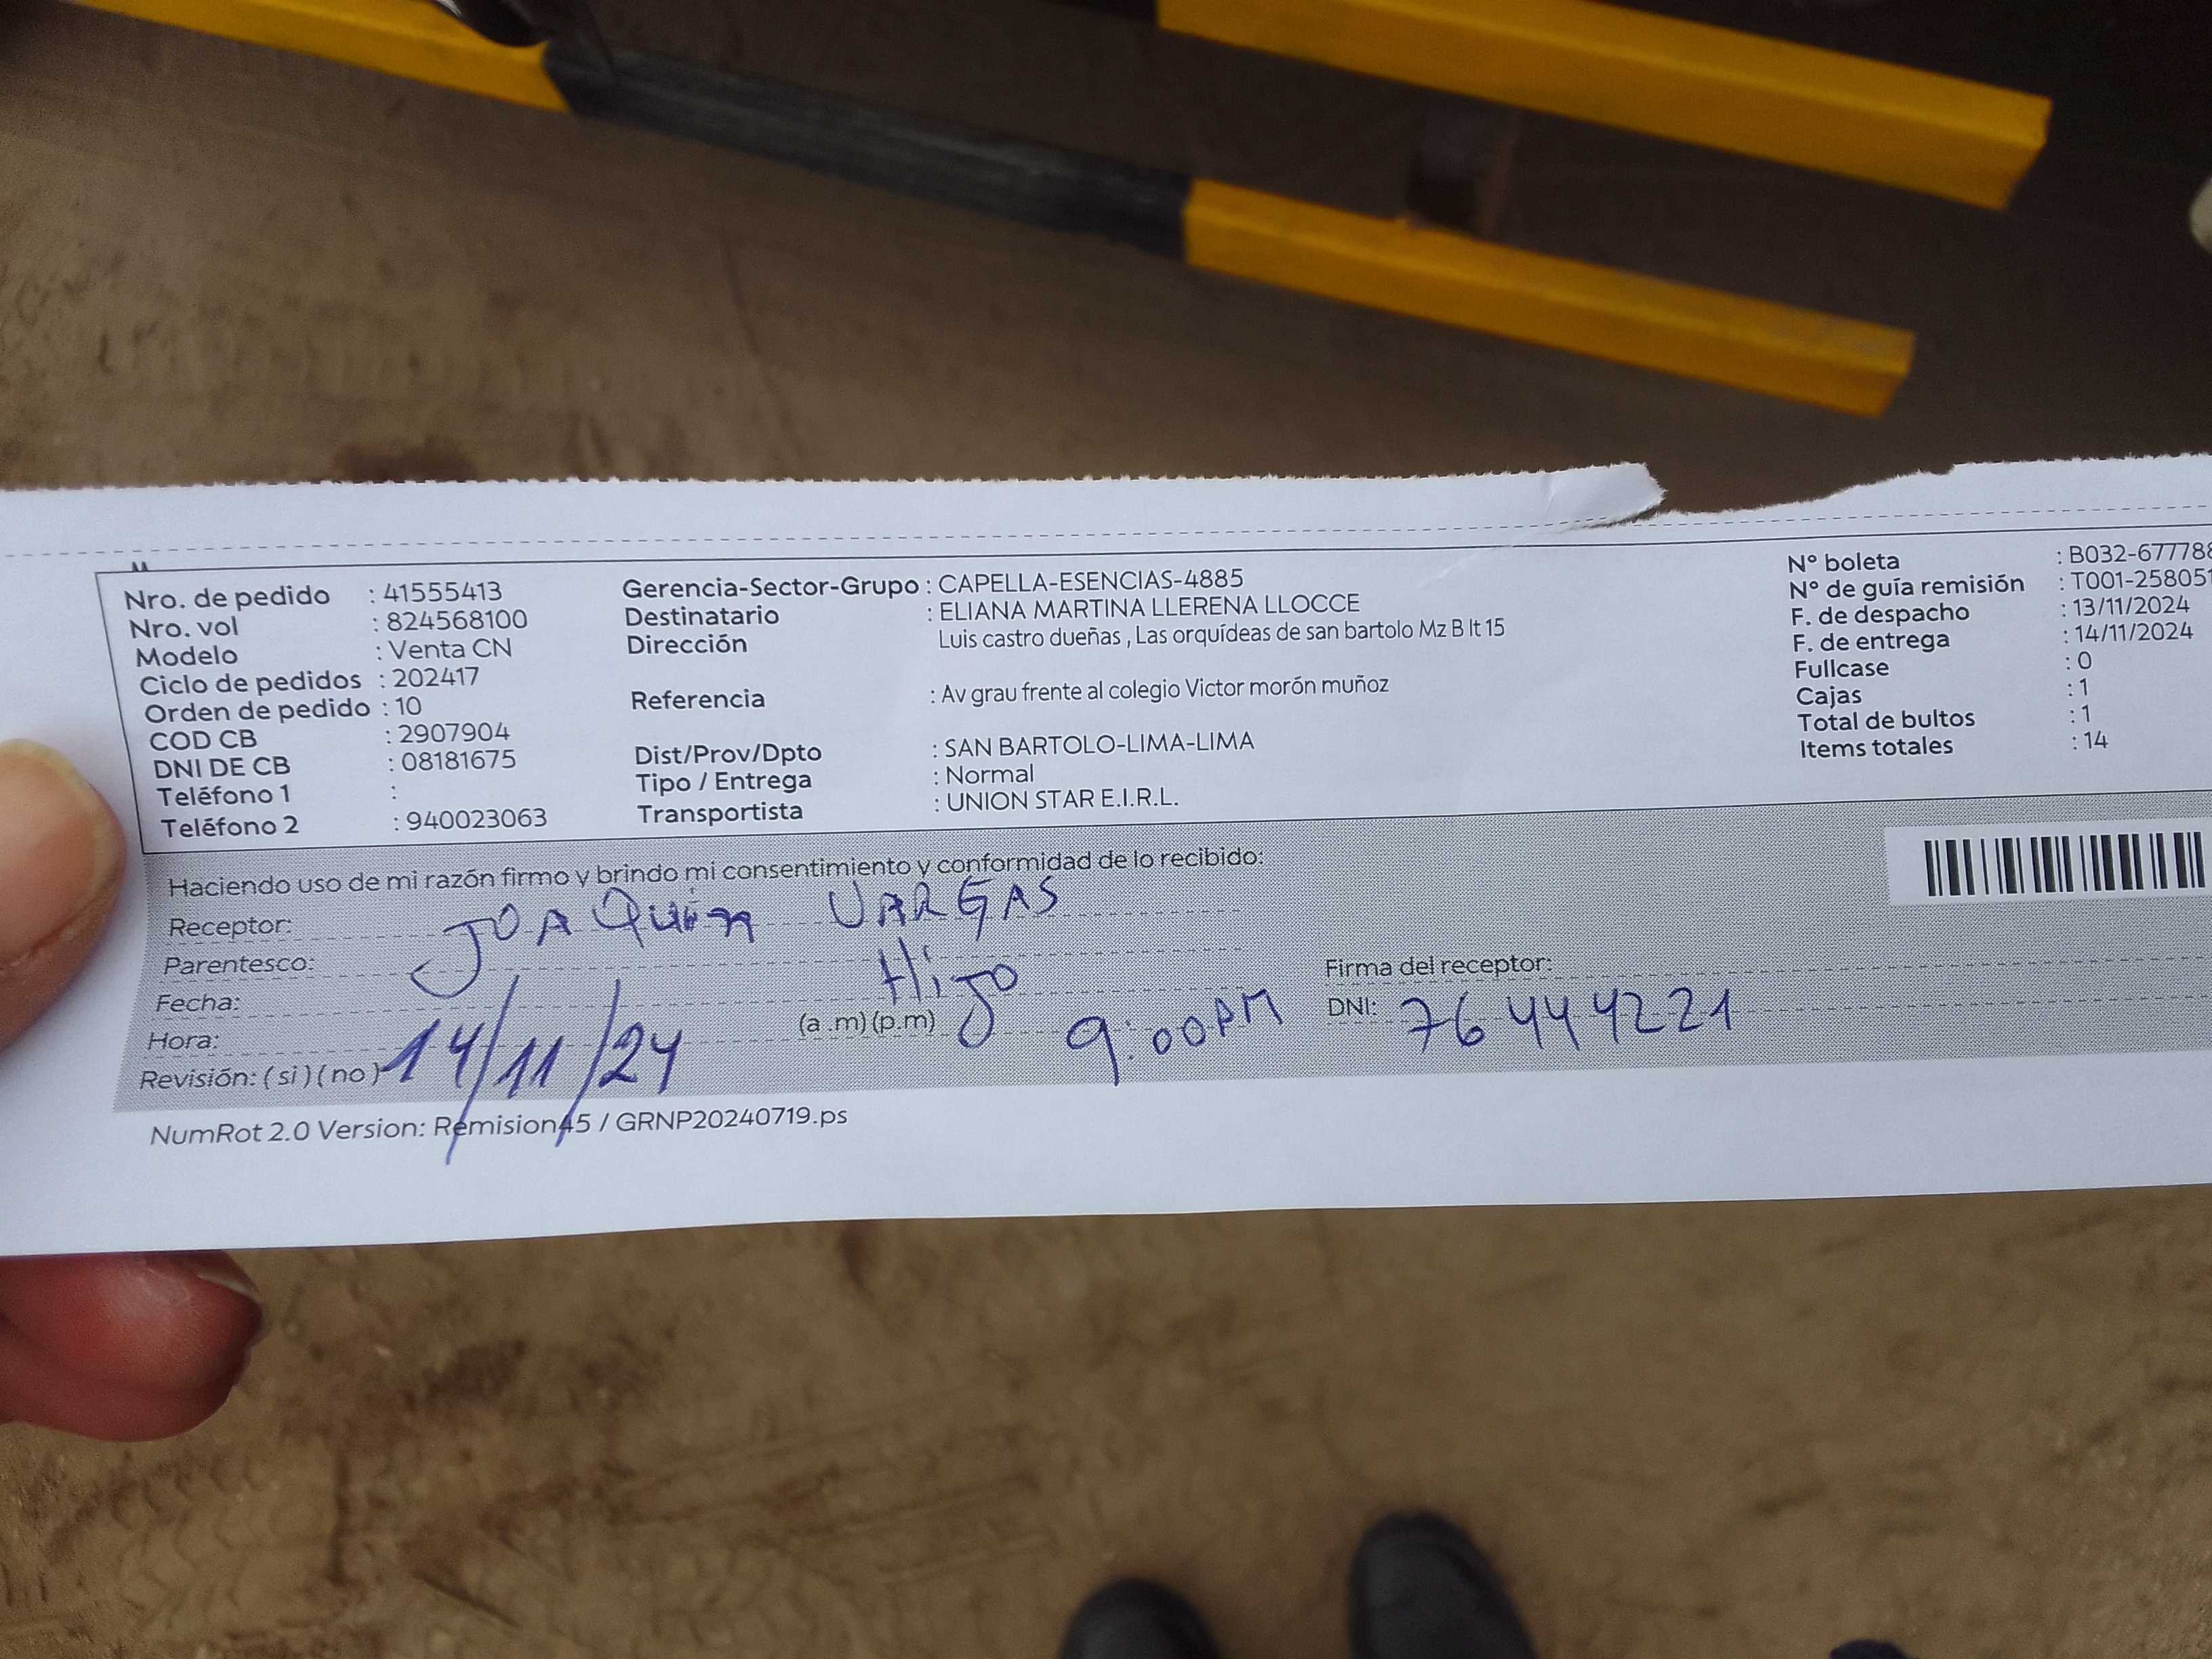 Nro. de pedido : 41555413
Nro. vol : 824568100
Modelo : Venta CN
Ciclo de pedidos : 202417
Orden de pedido : 10
COD CB : 2907904
DNI DE CB : 08181675
Teléfono 1 :
Teléfono 2 : 940023063
Gerencia-Sector-Grupo : CAPELLA-ESENCIAS-4885
Destinatario : ELIANA MARTINA LLERENA LLOCCE
Dirección Luis castro dueñas , Las orquídeas de san bartolo Mz B lt 15
Referencia : Av grau frente al colegio Victor morón muñoz
Dist/Prov/Dpto : SAN BARTOLO-LIMA-LIMA
Tipo / Entrega : Normal
Transportista : UNION STAR E.I.R.L.
N° boleta : B032-677788
N° de guía remisión : T001-258051
F. de despacho : 13/11/2024
F. de entrega : 14/11/2024
Fullcase : 0
Cajas : 1
Total de bultos : 1
Items totales : 14
Haciendo uso de mi razón firmo y brindo mi consentimiento y conformidad de lo recibido:
Receptor: JOAQuín VARGAS
Parentesco: Hijo
Fecha: 14/11/24
Hora: (a .m) (p.m) 9:00PM
Revisión: ( si ) ( no )
Firma del receptor:
DNI: 76444221
NumRot 2.0 Version: Remision45 / GRNP20240719.ps